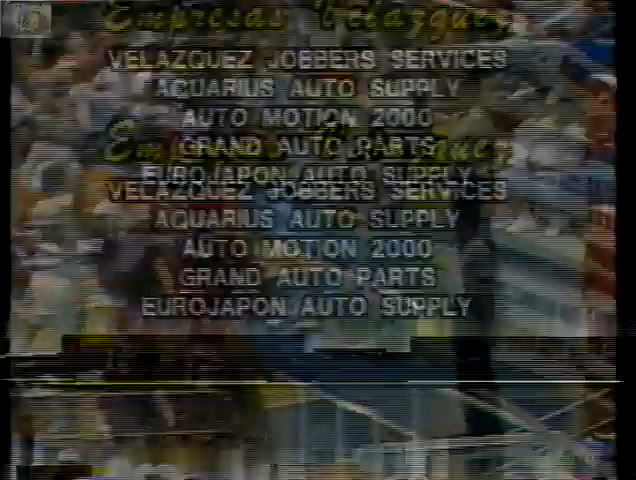 Empresas Velazquez
VELAZQUEZ JOBBERS SERVICES
AQUARIUS AUTO SUPPLY
AUTO MOTION 2000
GRAND AUTO PARTS
EUROJAPON AUTO SUPPLY
VELAZQUEZ JOBBERS SERVICES
AQUARIUS AUTO SUPPLY
AUTO MOTION 2000
GRAND AUTO PARTS
EUROJAPON AUTO SUPPLY